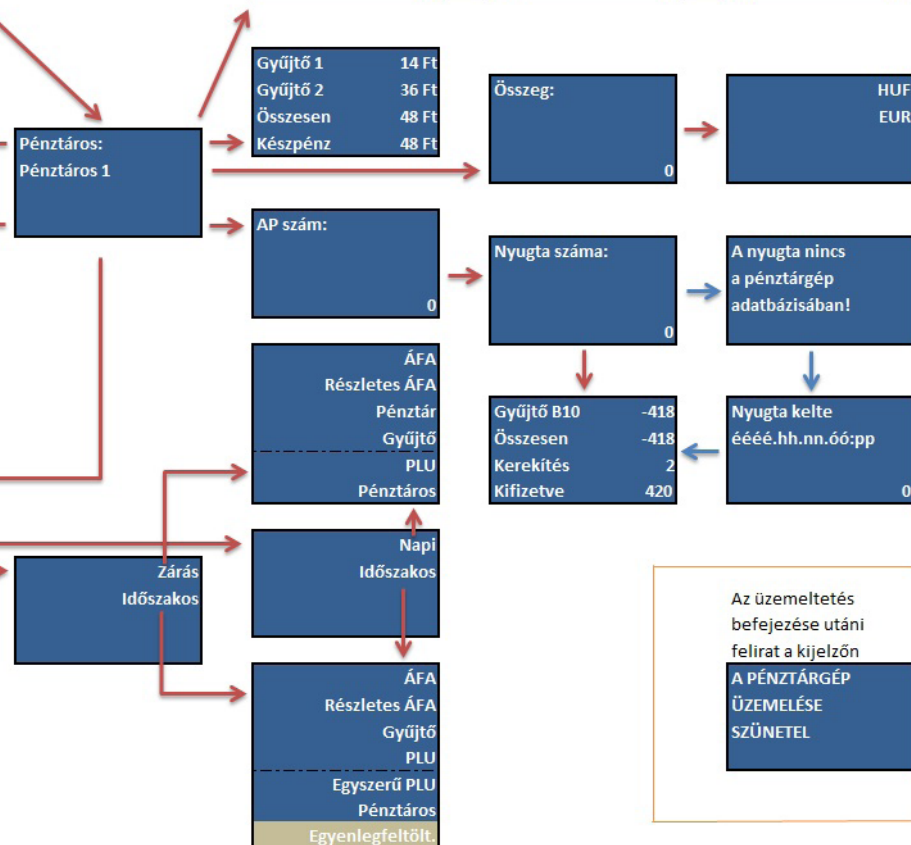 Gyűjtő 1 14 Ft
Gyűjtő 2 36 Ft
Összesen 48 Ft
Készpénz 48 Ft
Összeg:
0
HUF
EUR
Pénztáros:
Pénztáros 1
AP szám:
0
Nyugta száma:
0
A nyugta nincs
a pénztárgép
adatbázisában!
ÁFA
Részletes ÁFA
Pénztár
Gyűjtő
PLU
Pénztáros
Gyűjtő B10 -418
Összesen -418
Kerekítés 2
Kifizetve 420
Nyugta kelte
éééé.hh.nn.óó:pp
0
Zárás
Időszakos
Napi
Időszakos
ÁFA
Részletes ÁFA
Gyűjtő
PLU
Egyszerű PLU
Pénztáros
Egyenlegfeltölt.
Az üzemeltetés
befejezése utáni
felirat a kijelzőn
A PÉNZTÁRGÉP
ÜZEMELÉSE
SZÜNETEL